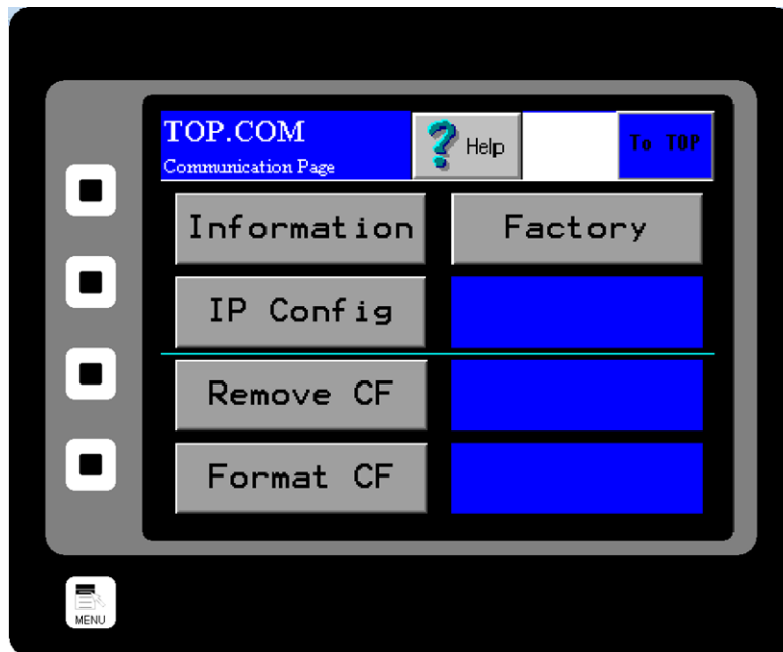 TOP.COM
Communication Page
Help
To TOP
Information
Factory
IP Config
Remove CF
Format CF
MENU